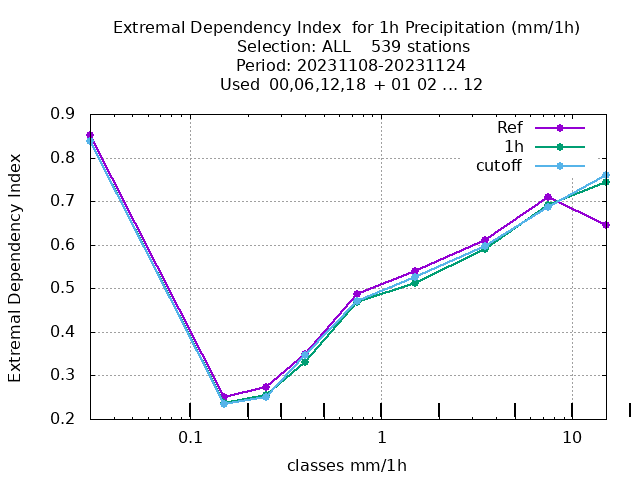 Extremal Dependency Index  for 1h Precipitation (mm/1h)
Selection: ALL    539 stations
Period: 20231108-20231124
Used  00,06,12,18  + 01 02 ... 12
Ref
1h
cutoff
0.9
0.8
0.7
0.6
0.5
0.4
0.3
0.2
Extremal Dependency Index
0.1
1
10
classes mm/1h